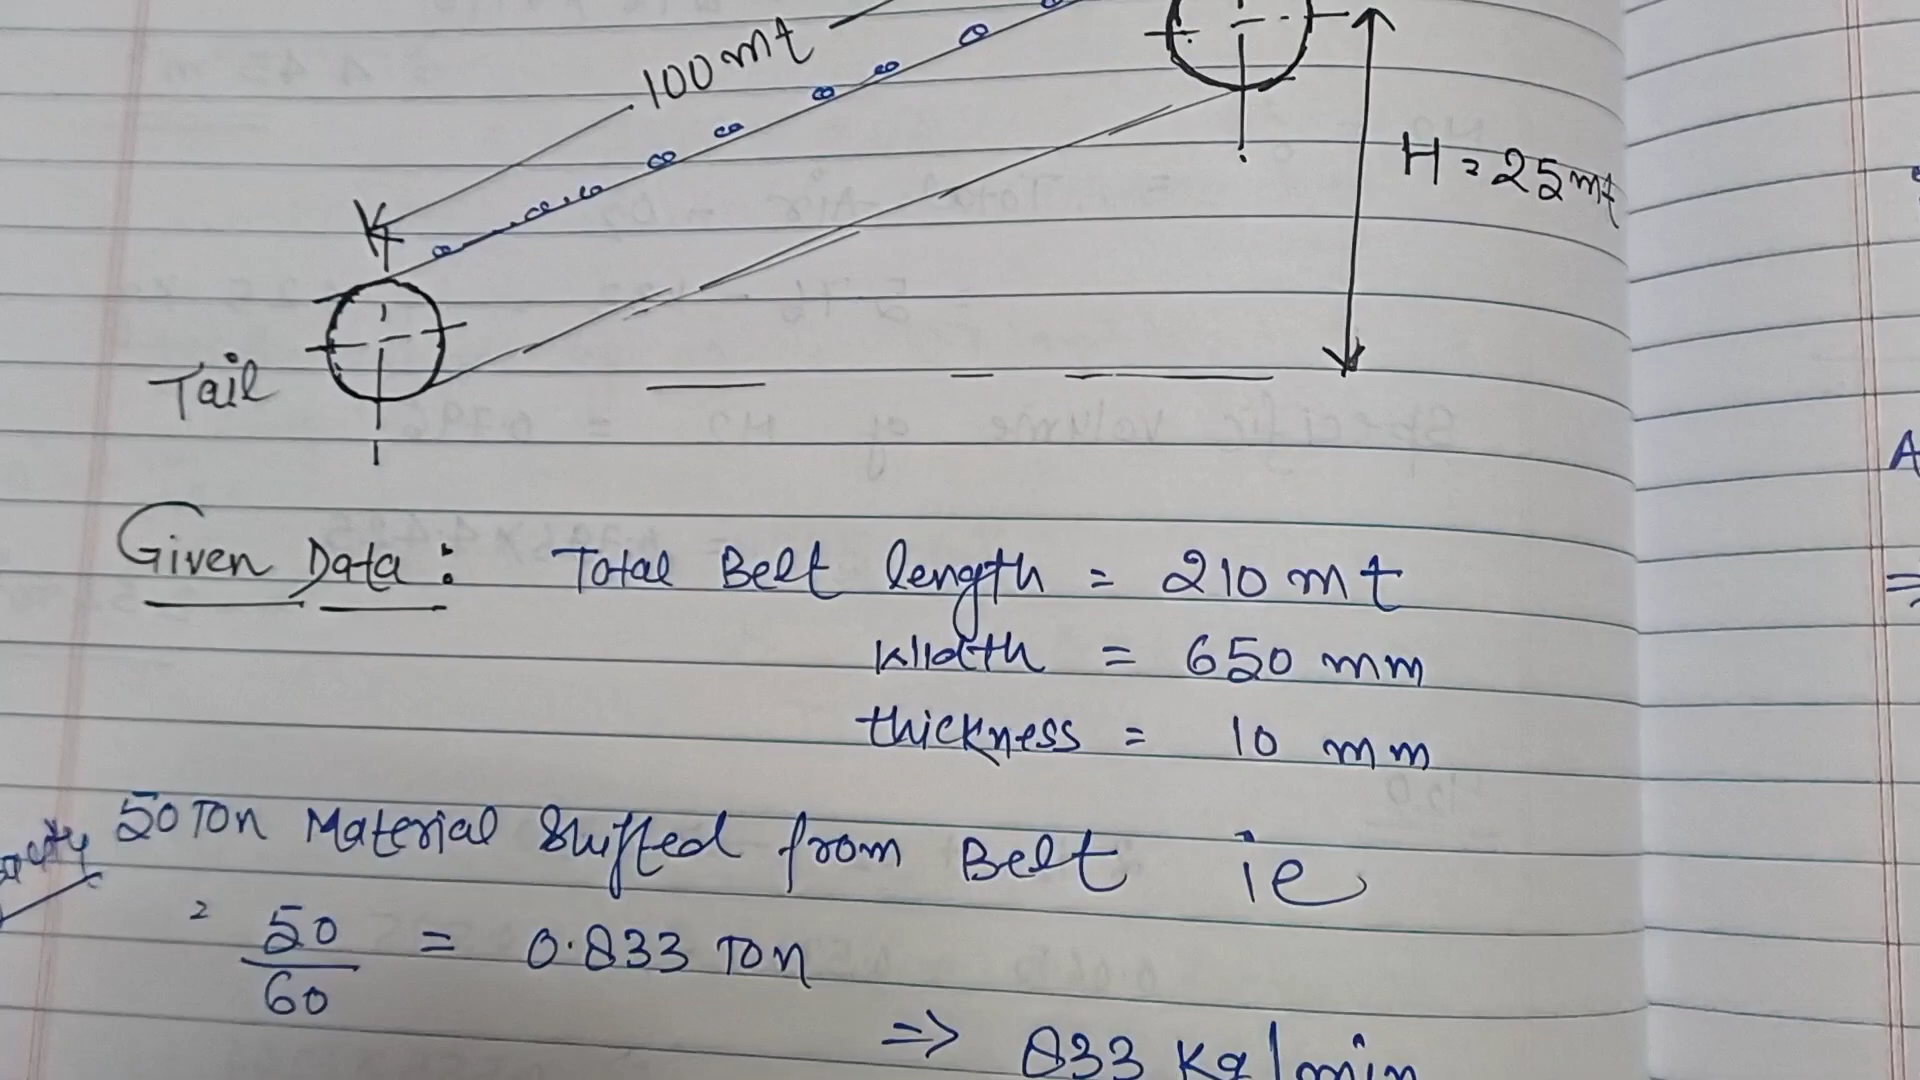 100 mt
H = 25 mt
Tail
Given Data : Total Belt length = 210 mt
width = 650 mm
thickness = 10 mm
50 Ton Material Shifted from Belt ie
= 50/60 = 0.833 Ton
=> 833 Kg/min